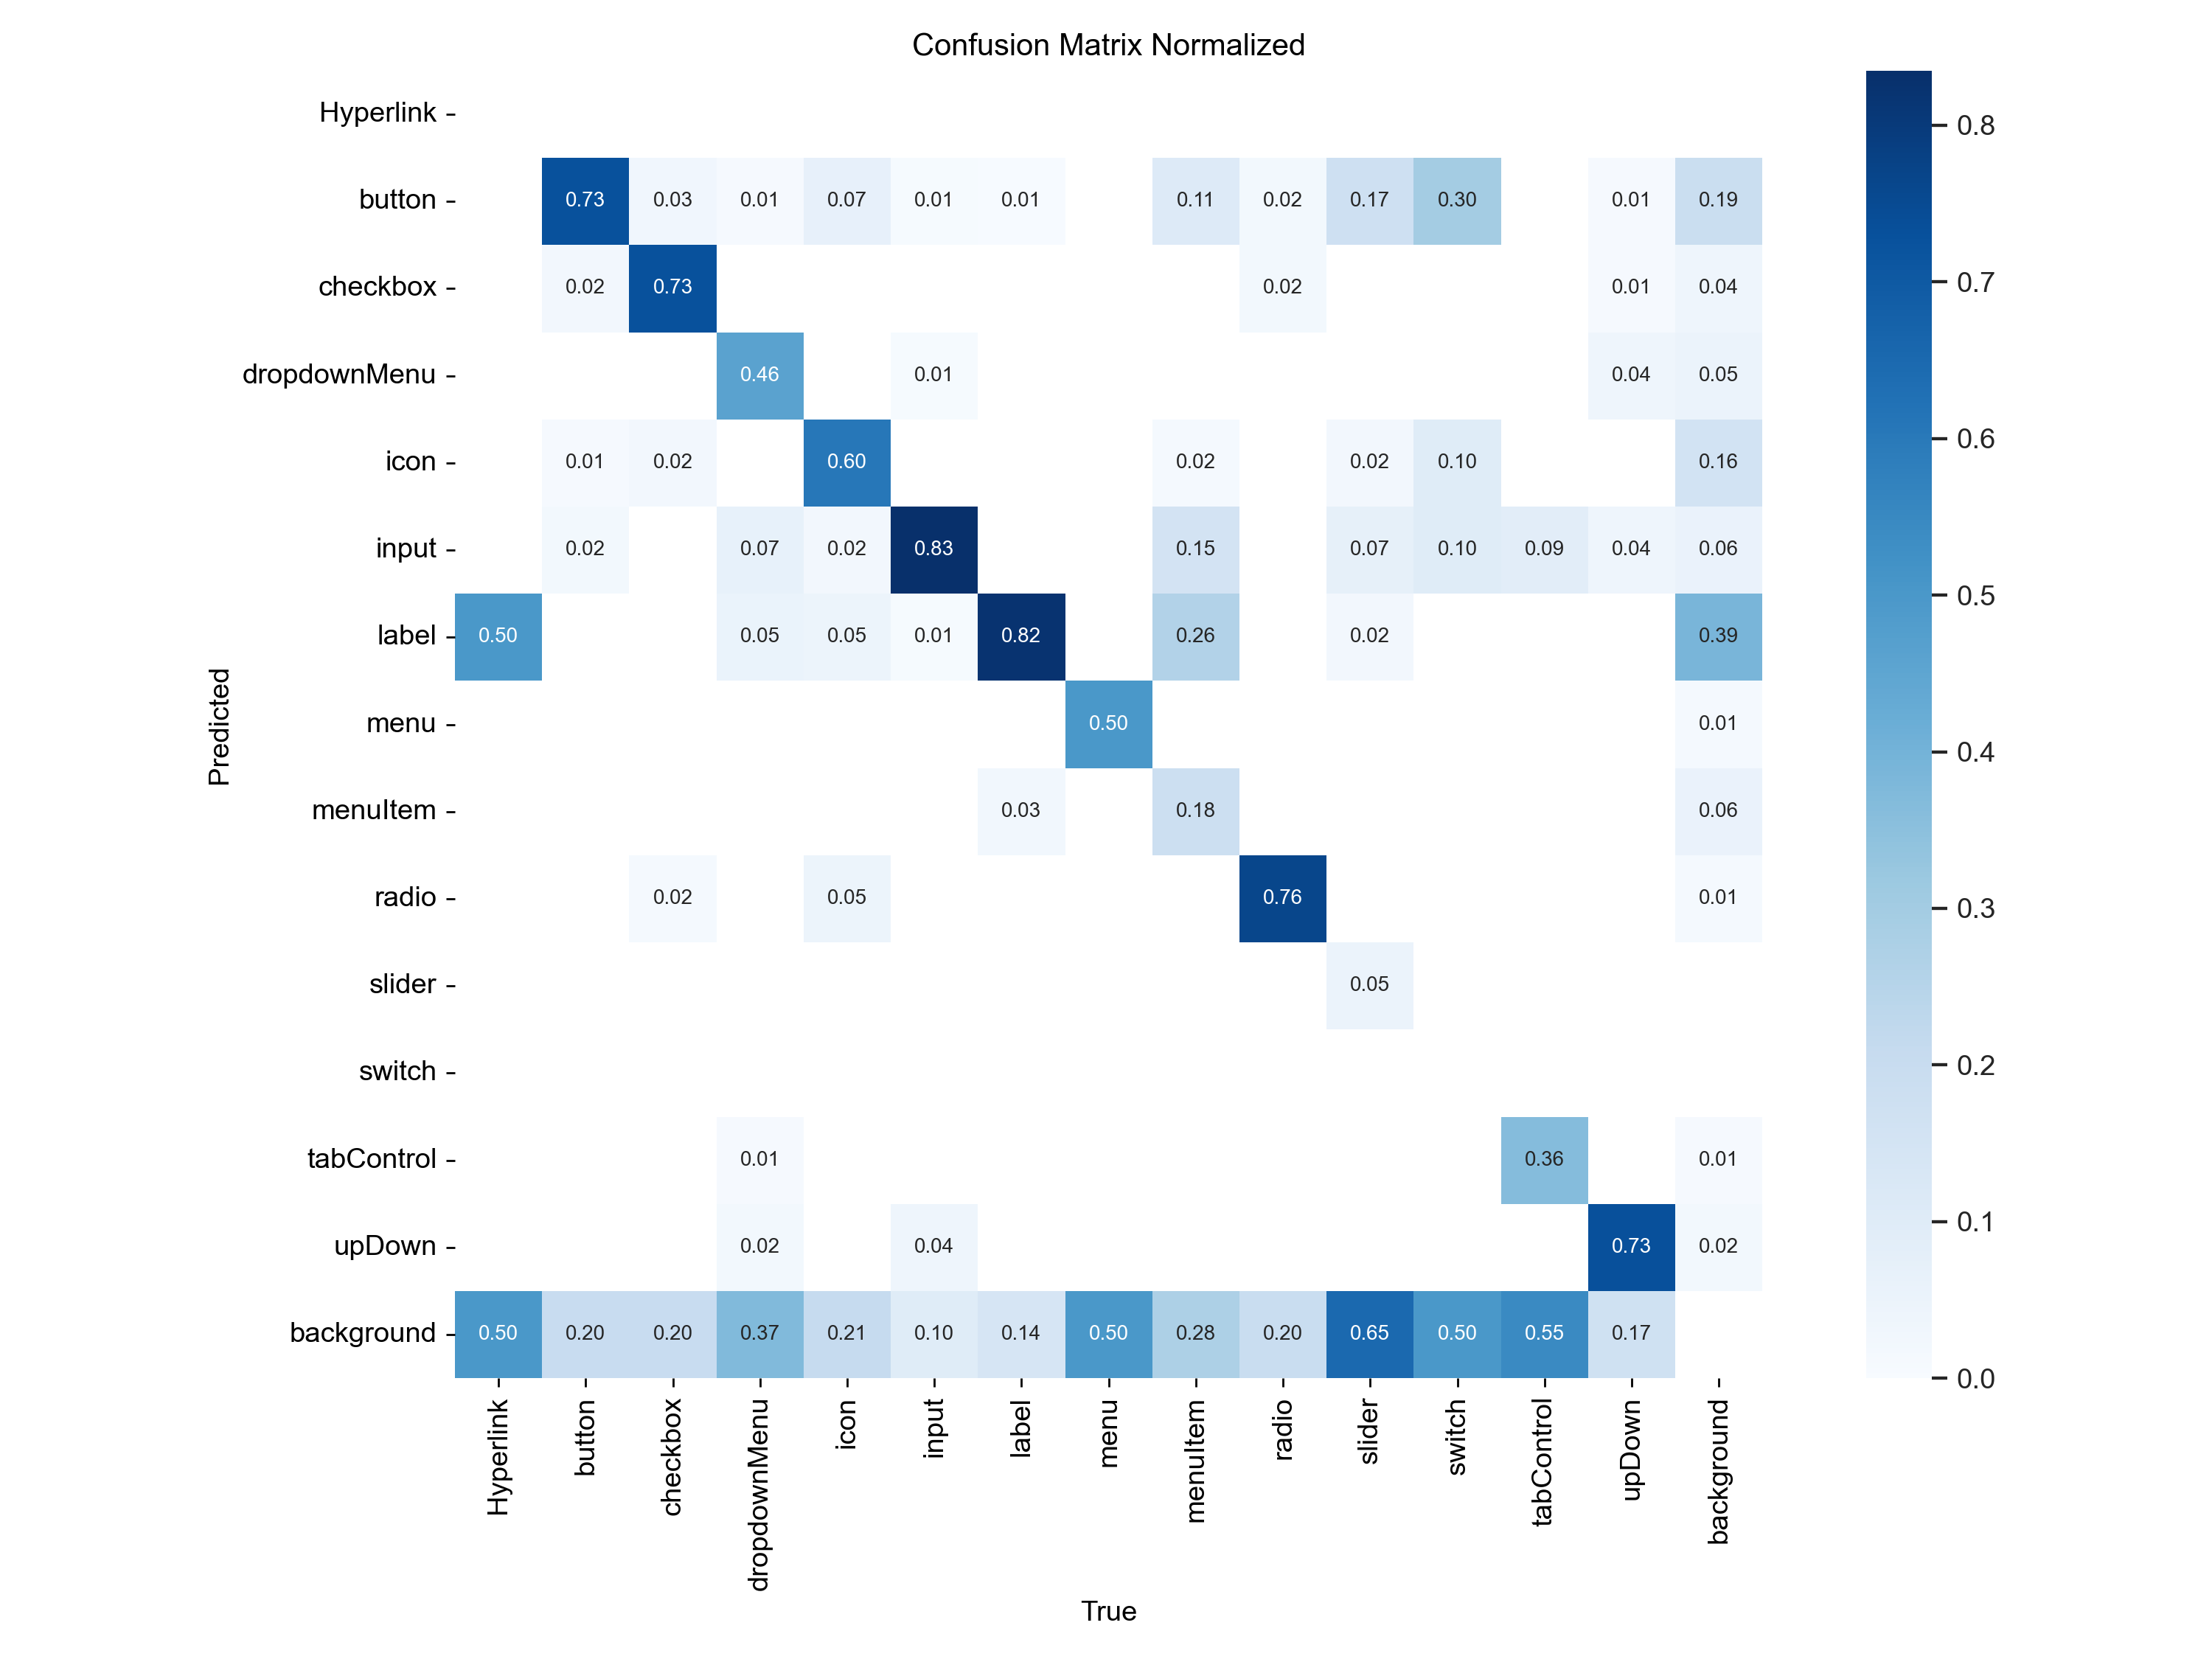 Confusion Matrix Normalized
Hyperlink
button 0.73 0.03 0.01 0.07 0.01 0.01 0.11 0.02 0.17 0.30 0.01 0.19
checkbox 0.02 0.73 0.02 0.01 0.04
dropdownMenu 0.46 0.01 0.04 0.05
icon 0.01 0.02 0.60 0.02 0.02 0.10 0.16
input 0.02 0.07 0.02 0.83 0.15 0.07 0.10 0.09 0.04 0.06
label 0.50 0.05 0.05 0.01 0.82 0.26 0.02 0.39
menu 0.50 0.01
menuItem 0.03 0.18 0.06
radio 0.02 0.05 0.76 0.01
slider 0.05
switch
tabControl 0.01 0.36 0.01
upDown 0.02 0.04 0.73 0.02
background 0.50 0.20 0.20 0.37 0.21 0.10 0.14 0.50 0.28 0.20 0.65 0.50 0.55 0.17
Predicted
Hyperlink button checkbox dropdownMenu icon input label menu menuItem radio slider switch tabControl upDown background
True
0.8
0.7
0.6
0.5
0.4
0.3
0.2
0.1
0.0